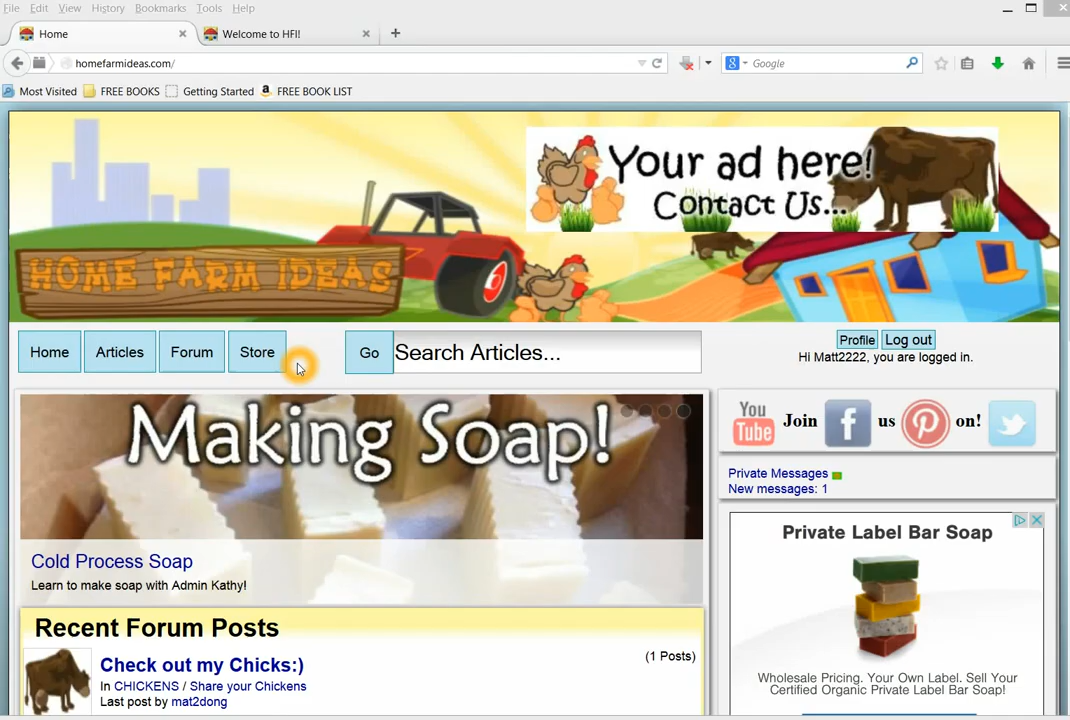 File Edit View History Bookmarks Tools Help
Home
Welcome to HFI!
homefarmideas.com/
Google
Most Visited FREE BOOKS Getting Started FREE BOOK LIST
Your ad here!
Contact Us...
HOME FARM IDEAS
Home Articles Forum Store Go Search Articles...
Profile Log out
Hi Matt2222, you are logged in.
Making Soap!
Cold Process Soap
Learn to make soap with Admin Kathy!
You Tube Join us on!
Private Messages
New messages: 1
Private Label Bar Soap
Wholesale Pricing. Your Own Label. Sell Your
Certified Organic Private Label Bar Soap!
Recent Forum Posts
Check out my Chicks:)
(1 Posts)
In CHICKENS / Share your Chickens
Last post by mat2dong